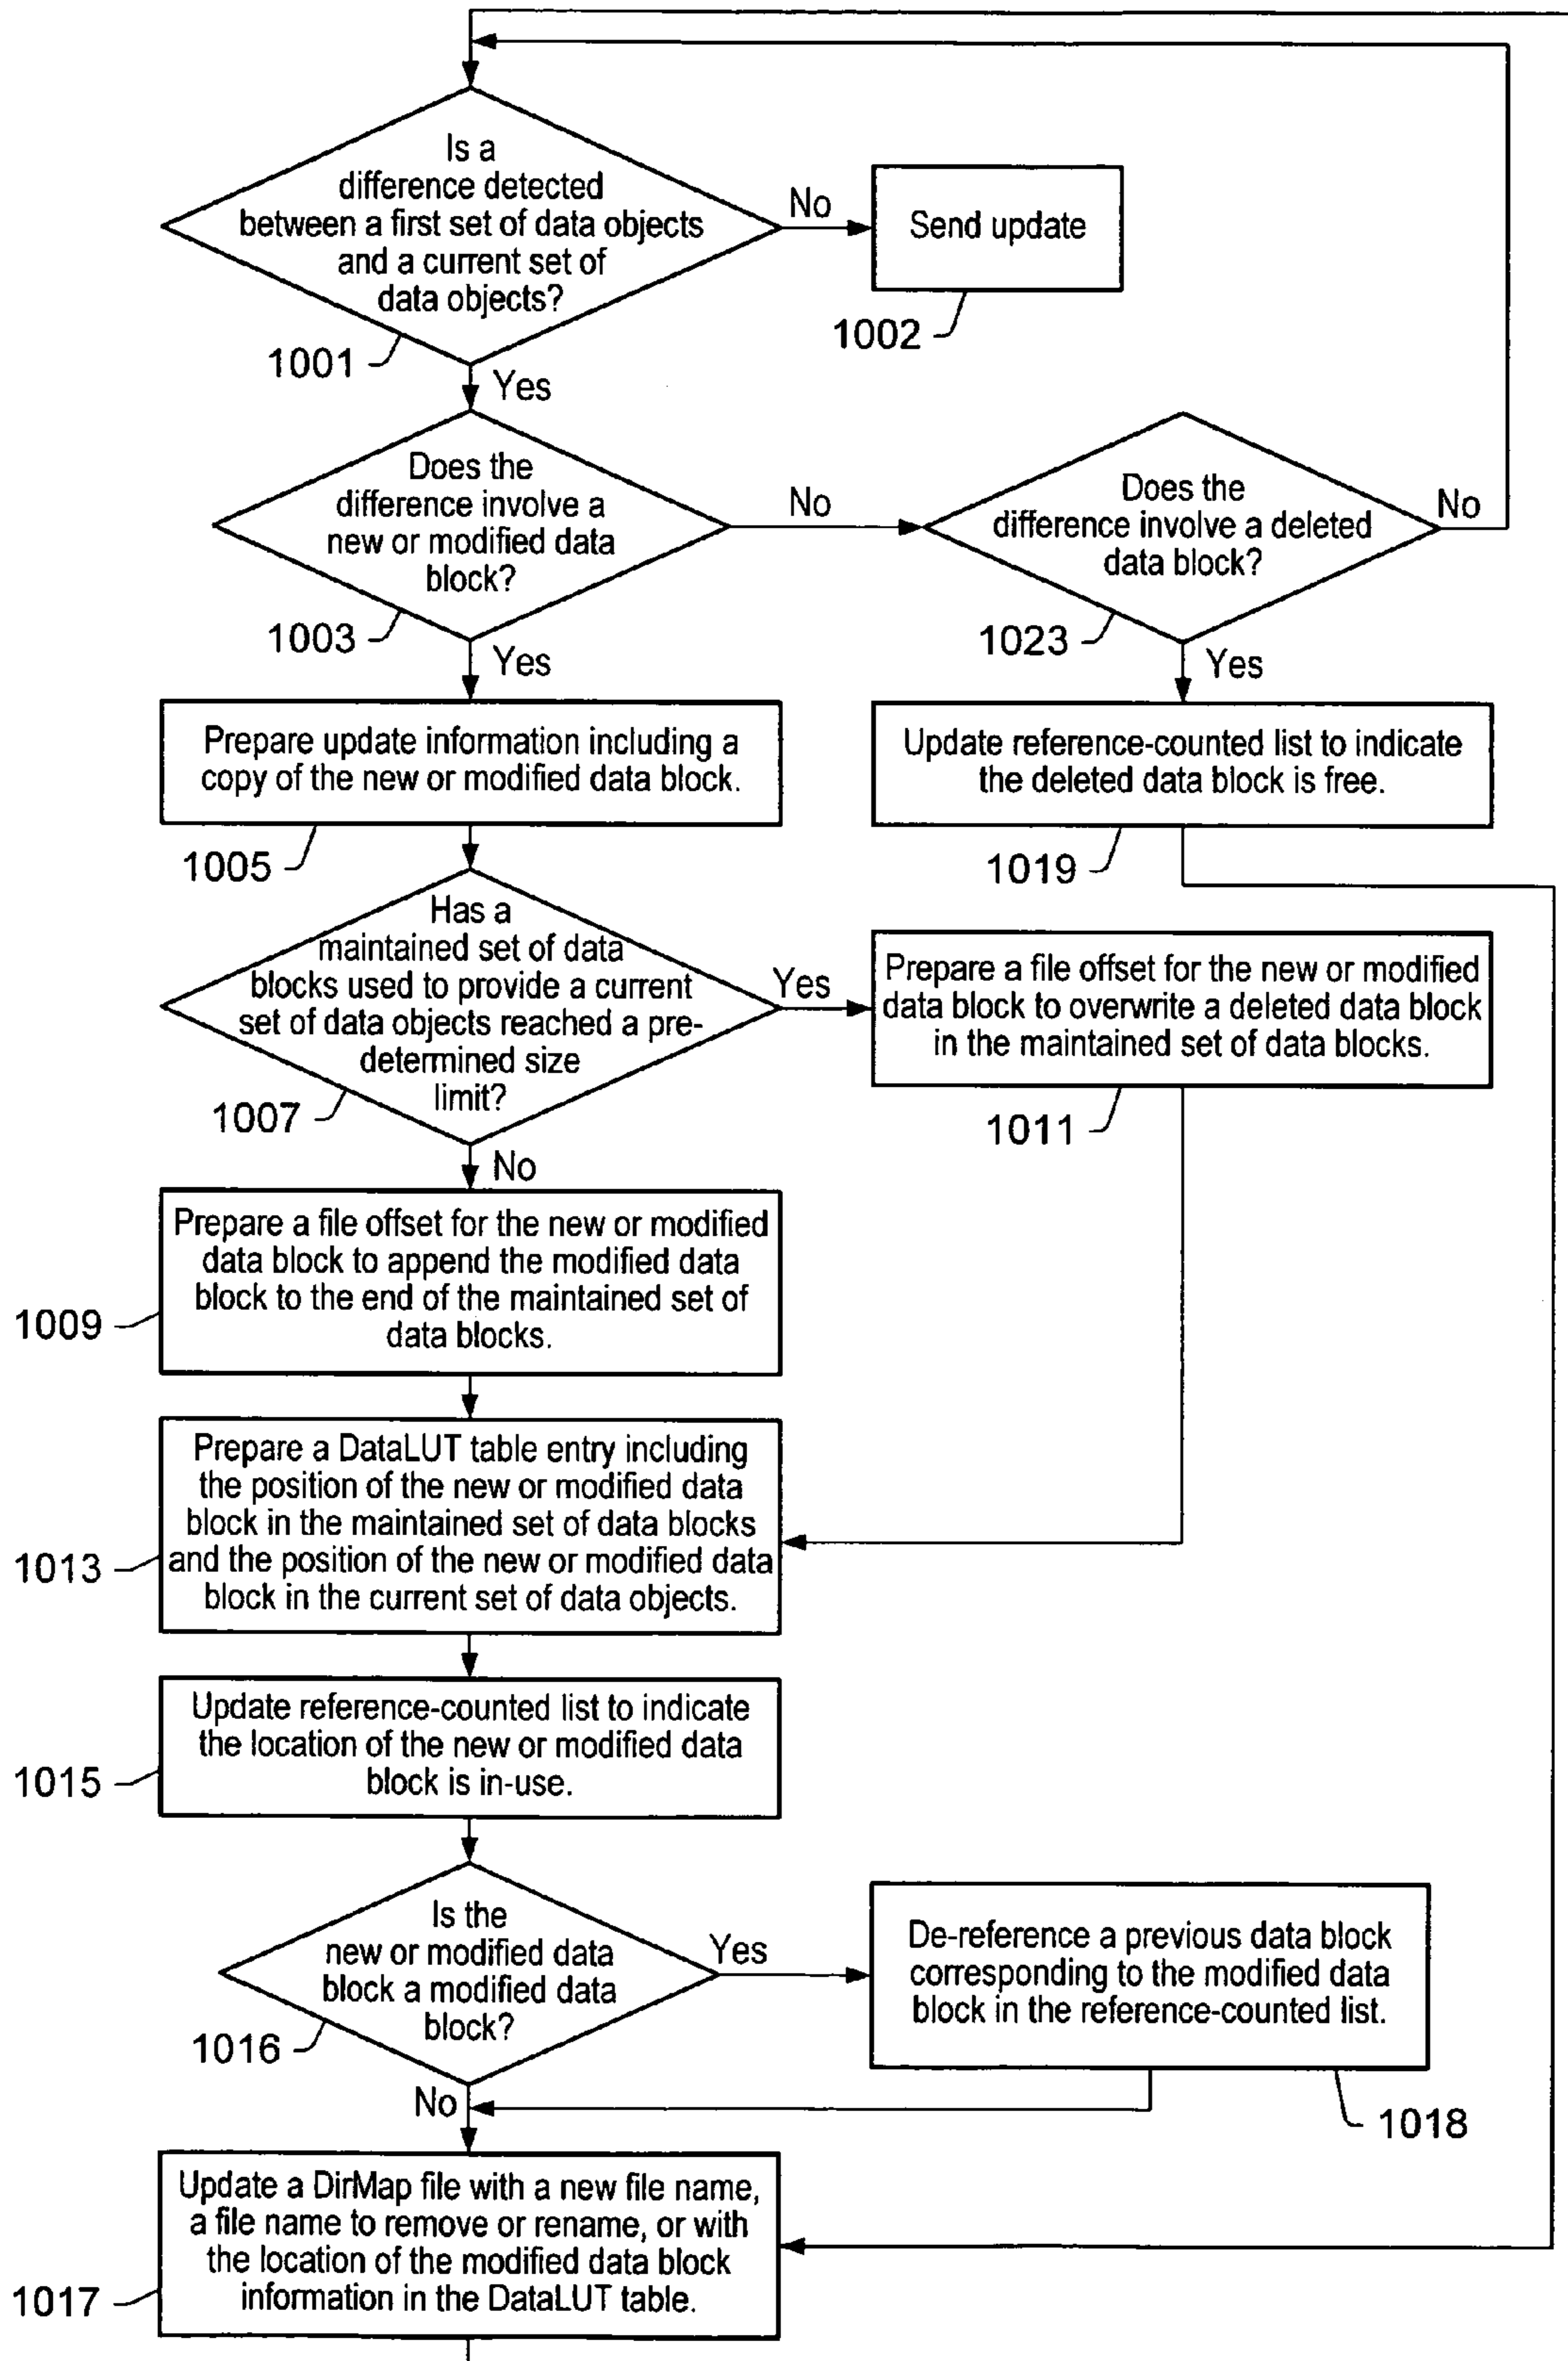 Is a
difference detected
between a first set of data objects
and a current set of
data objects?
No
Send update
1002
1001
Yes
Does the
difference involve a
new or modified data
block?
No
Does the
difference involve a deleted
data block?
No
1003
1023
Yes
Yes
Prepare update information including a
copy of the new or modified data block.
Update reference-counted list to indicate
the deleted data block is free.
1005
1019
Has a
maintained set of data
blocks used to provide a current
set of data objects reached a pre-
determined size
limit?
Yes
Prepare a file offset for the new or modified
data block to overwrite a deleted data block
in the maintained set of data blocks.
1007
1011
No
Prepare a file offset for the new or modified
data block to append the modified data
block to the end of the maintained set of
data blocks.
1009
Prepare a DataLUT table entry including
the position of the new or modified data
block in the maintained set of data blocks
and the position of the new or modified data
block in the current set of data objects.
1013
Update reference-counted list to indicate
the location of the new or modified data
block is in-use.
1015
Is the
new or modified data
block a modified data
block?
Yes
De-reference a previous data block
corresponding to the modified data
block in the reference-counted list.
1016
No
1018
Update a DirMap file with a new file name,
a file name to remove or rename, or with
the location of the modified data block
information in the DataLUT table.
1017